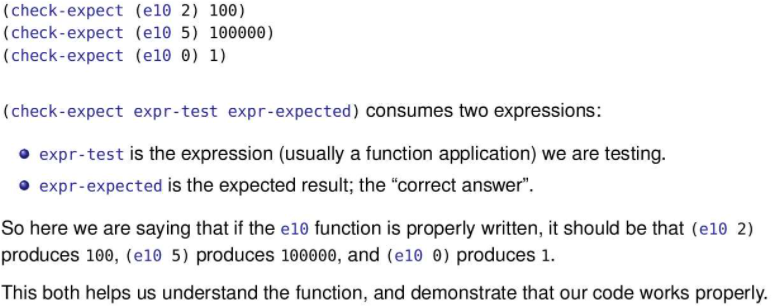 (check-expect (e10 2) 100)
(check-expect (e10 5) 100000)
(check-expect (e10 0) 1)
(check-expect expr-test expr-expected) consumes two expressions:
expr-test is the expression (usually a function application) we are testing.
expr-expected is the expected result; the “correct answer”.
So here we are saying that if the e10 function is properly written, it should be that (e10 2)
produces 100, (e10 5) produces 100000, and (e10 0) produces 1.
This both helps us understand the function, and demonstrate that our code works properly.